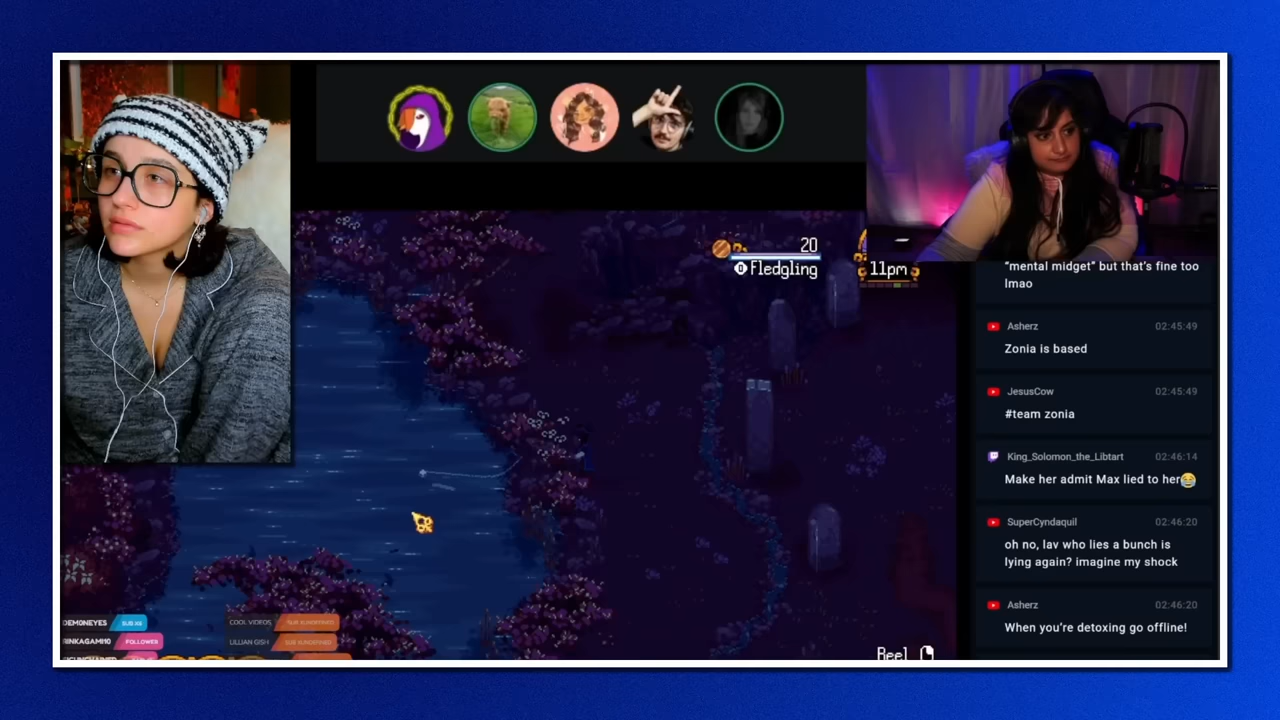 20
Fledgling
11pm
"mental midget" but that's fine too
lmao
Asherz 02:45:49
Zonia is based
JesusCow 02:45:49
#team zonia
King_Solomon_the_Libtart 02:46:14
Make her admit Max lied to her😂
SuperCyndaquil 02:46:20
oh no, lav who lies a bunch is
lying again? imagine my shock
Asherz 02:46:20
When you're detoxing go offline!
DEMONEYES SUB X6
COOL VIDEOS
RINKAGAMI10 FOLLOWER
LILLIAN GISH
Reel